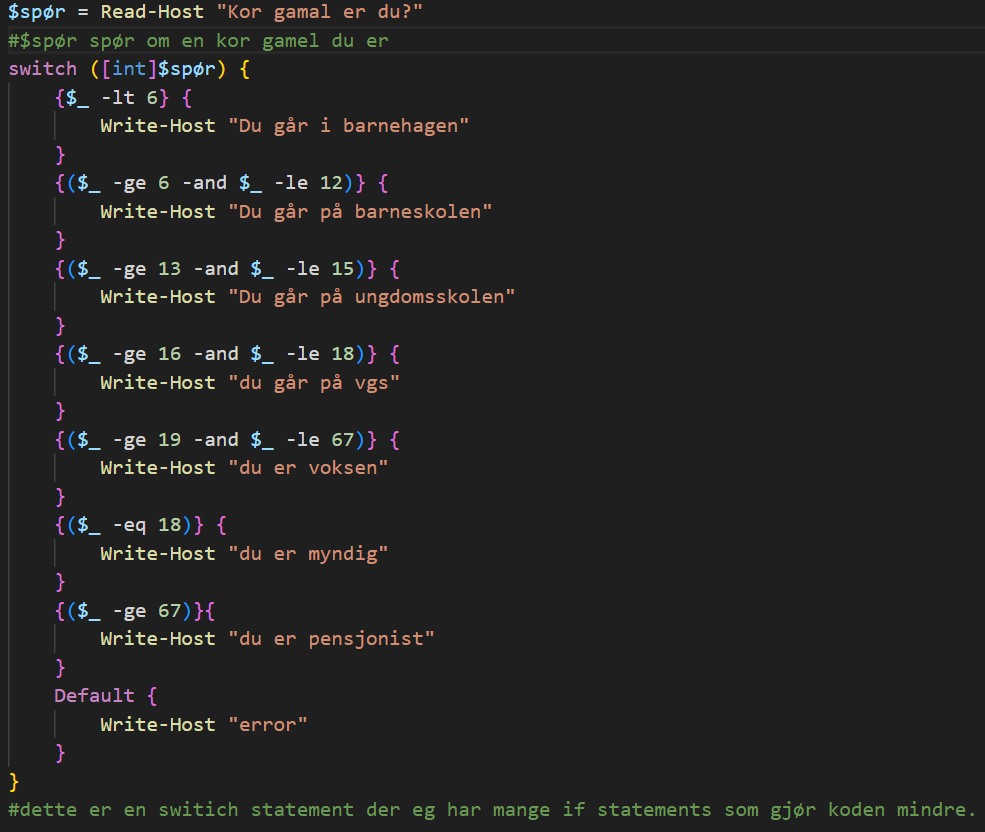 $spør = Read-Host "Kor gamal er du?"
#$spør spør om en kor gamel du er
switch ([int]$spør) {
    {$_ -lt 6} {
        Write-Host "Du går i barnehagen"
    }
    {($_ -ge 6 -and $_ -le 12)} {
        Write-Host "Du går på barneskolen"
    }
    {($_ -ge 13 -and $_ -le 15)} {
        Write-Host "Du går på ungdomsskolen"
    }
    {($_ -ge 16 -and $_ -le 18)} {
        Write-Host "du går på vgs"
    }
    {($_ -ge 19 -and $_ -le 67)} {
        Write-Host "du er voksen"
    }
    {($_ -eq 18)} {
        Write-Host "du er myndig"
    }
    {($_ -ge 67)}{
        Write-Host "du er pensjonist"
    }
    Default {
        Write-Host "error"
    }
}
#dette er en switich statement der eg har mange if statements som gjør koden mindre.